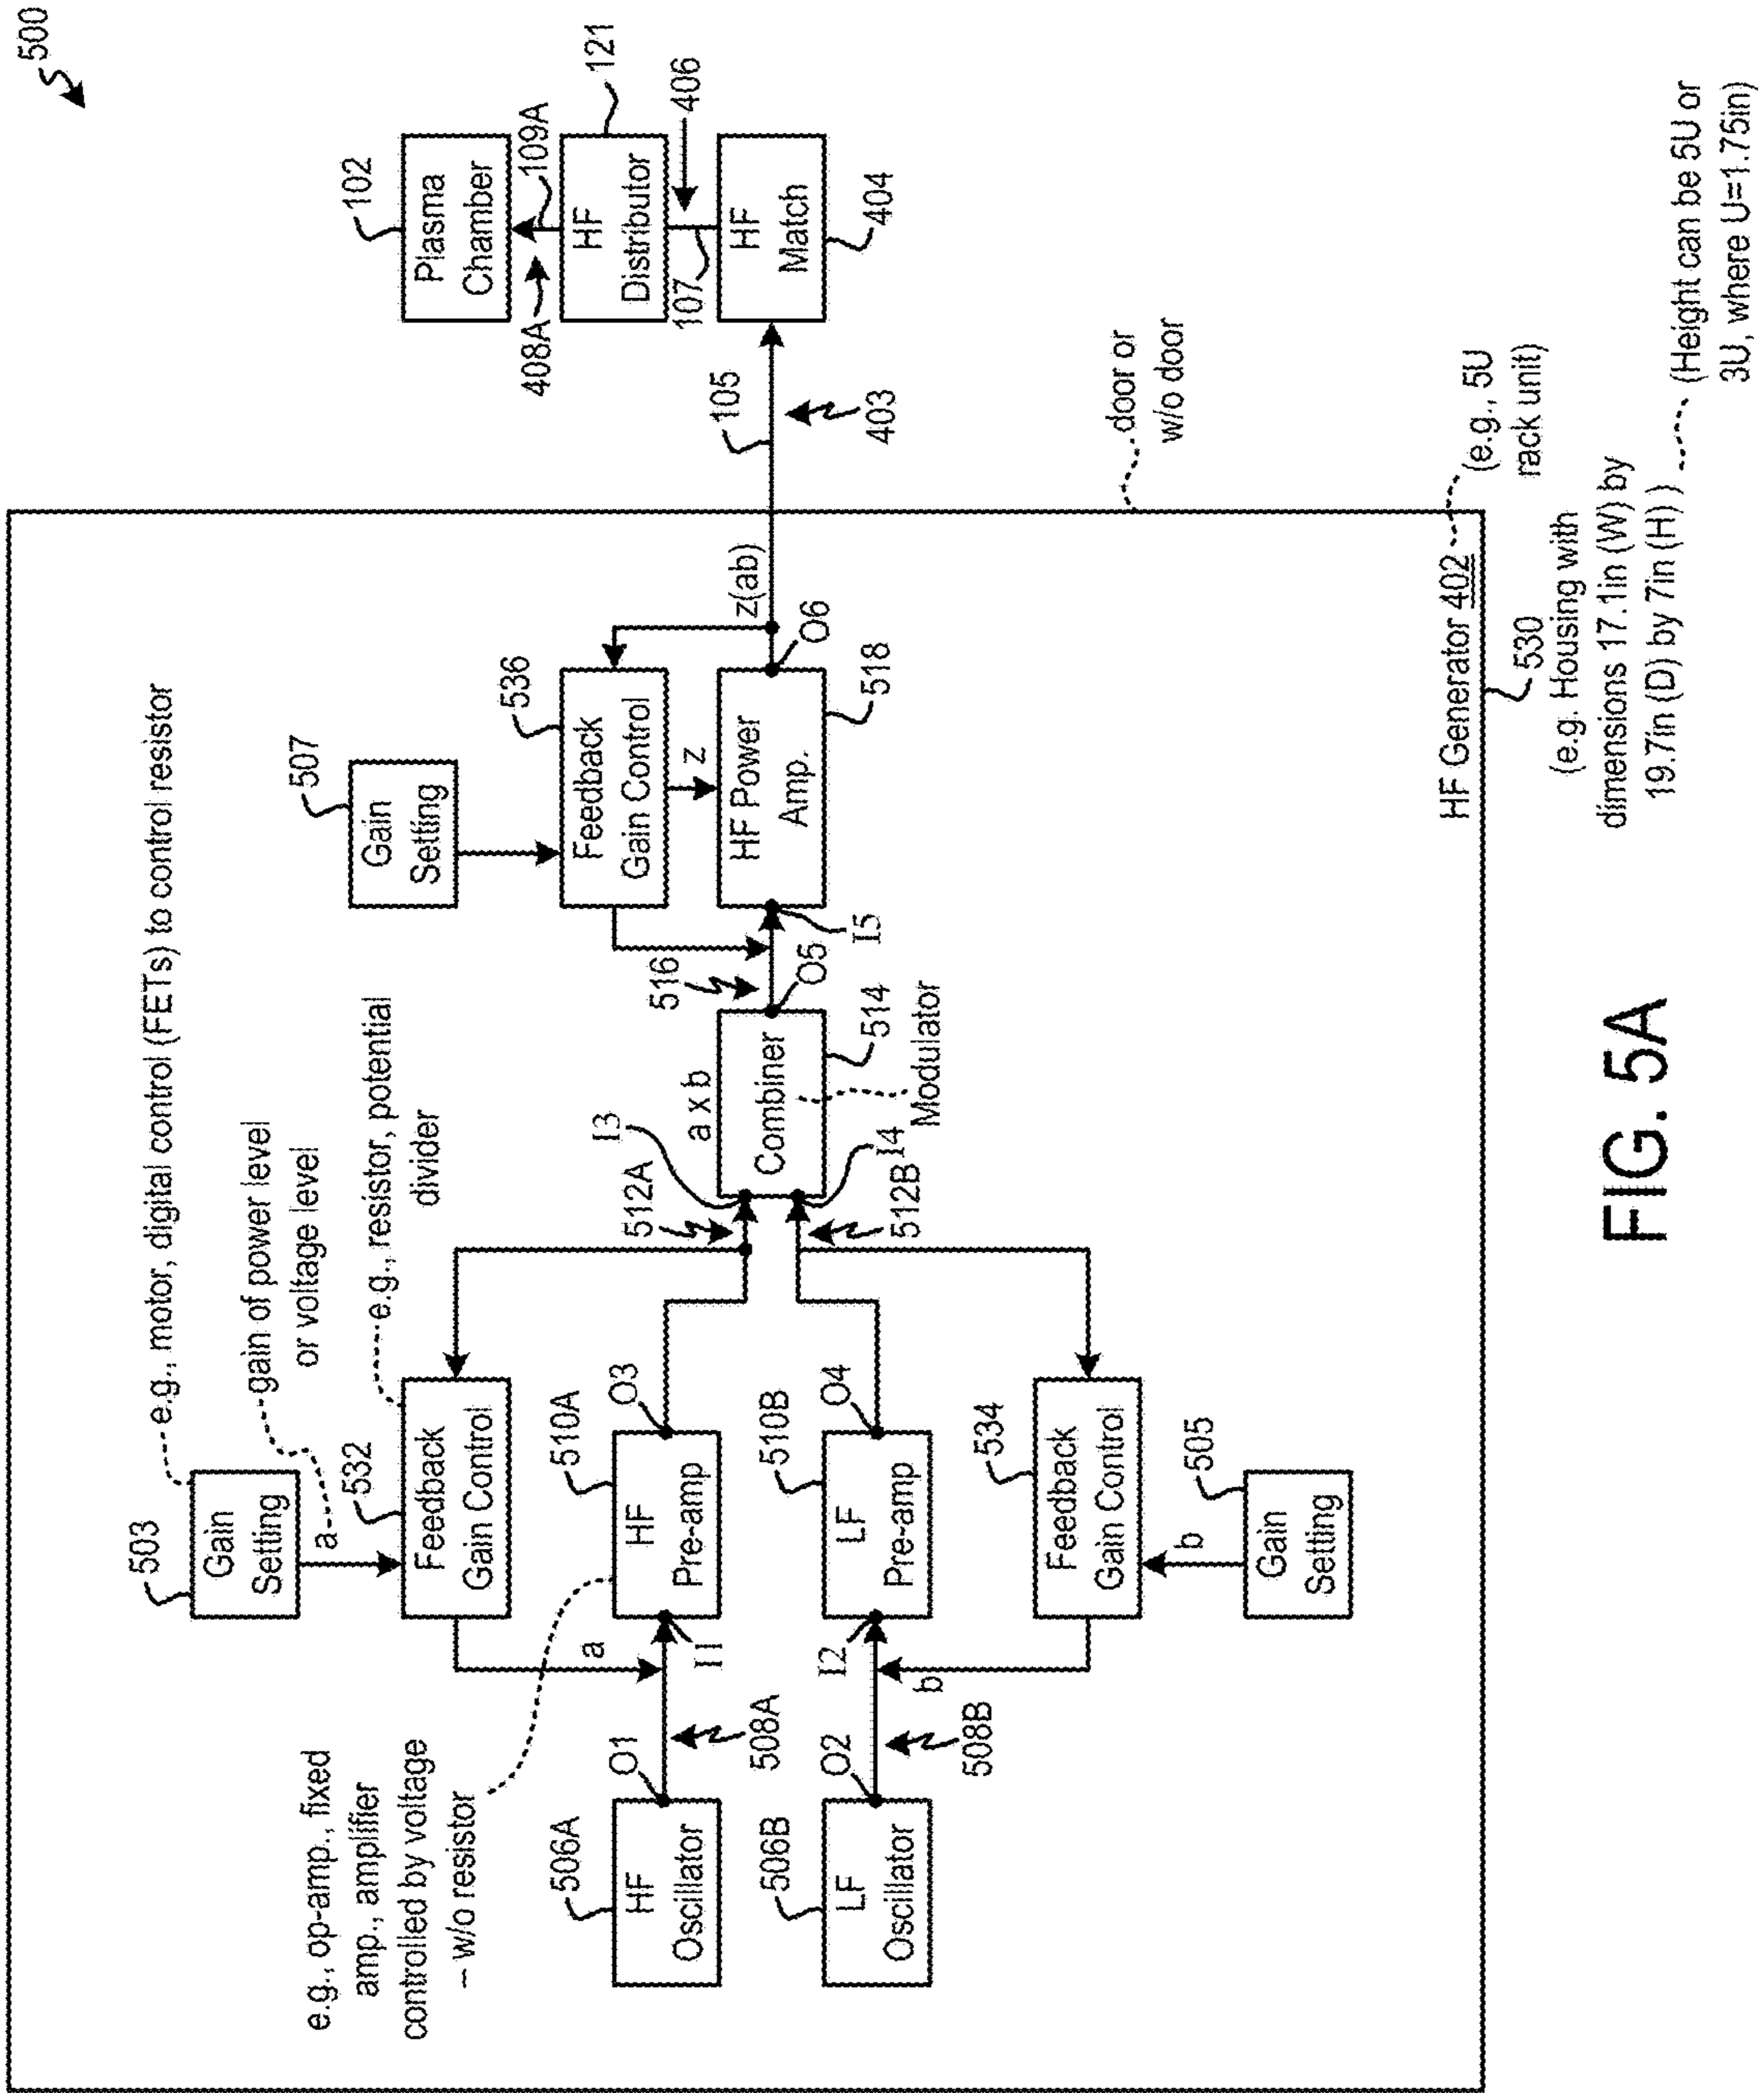 500
503
Gain
Setting
e.g., motor, digital control (FETs) to control resistor
a
gain of power level
or voltage level
532
Feedback
Gain Control
e.g., resistor, potential
divider
a
e.g., op-amp., fixed
amp., amplifier
controlled by voltage
– w/o resistor
506A
HF
Oscillator
O1
508A
I1
510A
HF
Pre-amp
O3
506B
LF
Oscillator
O2
508B
I2
510B
LF
Pre-amp
O4
b
534
Feedback
Gain Control
b
505
Gain
Setting
512A
I3
512B
I4
a x b
Combiner
514
Modulator
O5
516
I5
507
Gain
Setting
536
Feedback
Gain Control
z
HF Power
Amp.
518
O6
z(ab)
105
403
102
Plasma
Chamber
408A
109A
HF
Distributor
121
107
406
HF
Match
404
door or
w/o door
HF Generator 402
(e.g., 5U
rack unit)
530
(e.g. Housing with
dimensions 17.1in (W) by
19.7in (D) by 7in (H) )
(Height can be 5U or
3U, where U=1.75in)
FIG. 5A